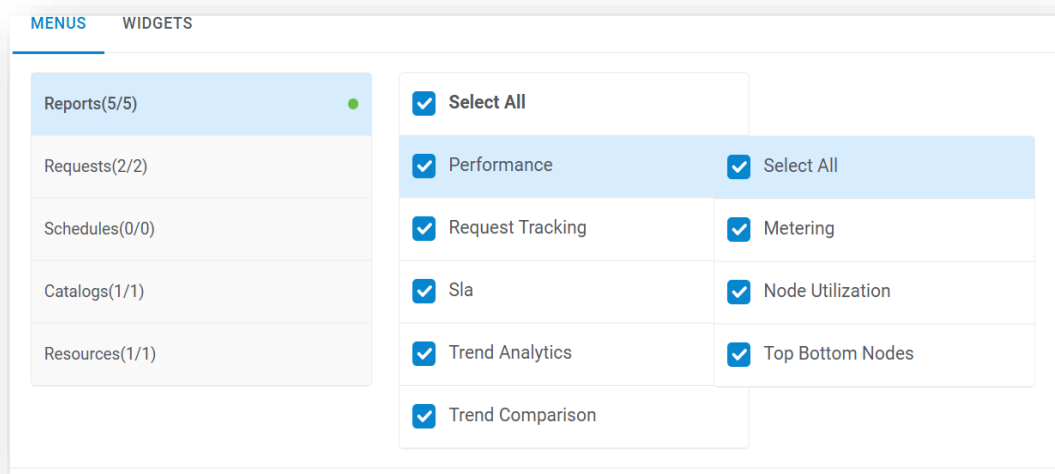 MENUS WIDGETS
Reports(5/5)
Requests(2/2)
Schedules(0/0)
Catalogs(1/1)
Resources(1/1)
Select All
Performance
Request Tracking
Sla
Trend Analytics
Trend Comparison
Select All
Metering
Node Utilization
Top Bottom Nodes